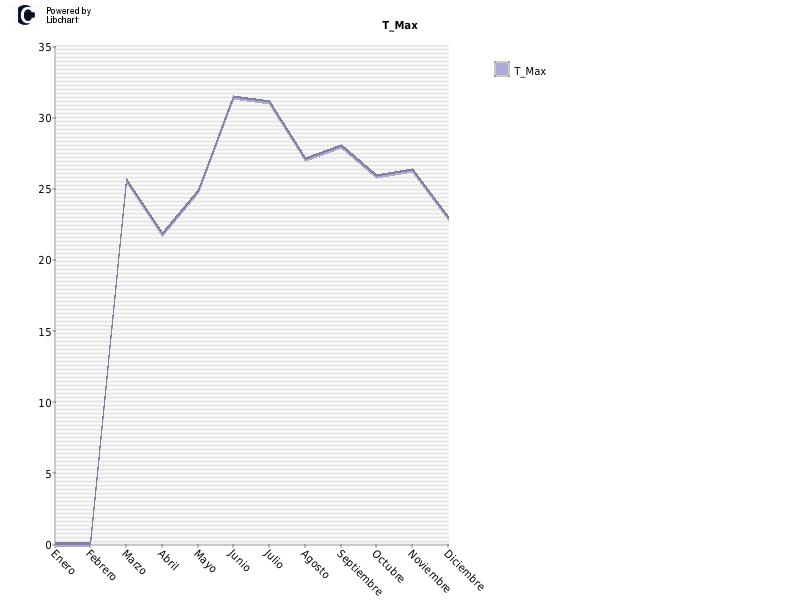 Powered by
Libchart
T_Max
35
30
25
20
15
10
5
0
T_Max
Enero
Febrero
Marzo
Abril
Mayo
Junio
Julio
Agosto
Septiembre
Octubre
Noviembre
Diciembre